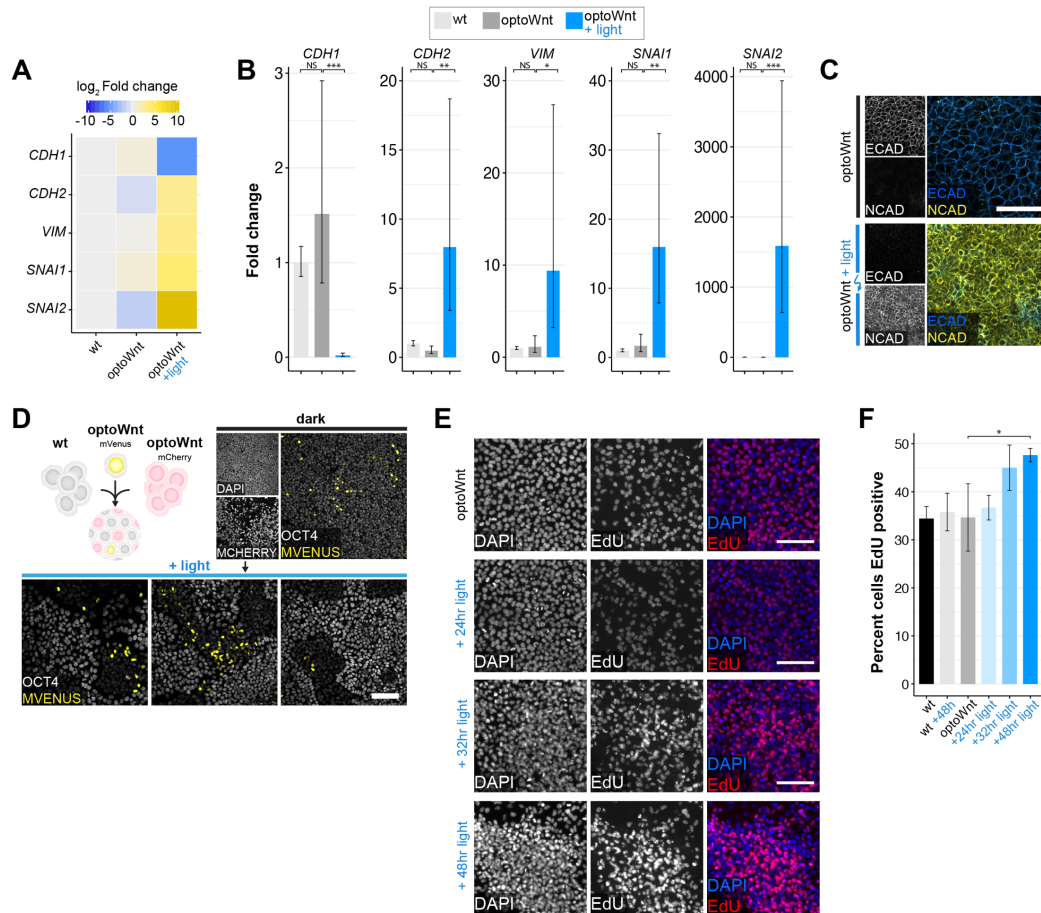 wt optoWnt optoWnt
+ light
A
log2 Fold change
-10 -5 0 5 10
CDH1
CDH2
VIM
SNAI1
SNAI2
wt
optoWnt
optoWnt
+light
B
Fold change
CDH1
NS ***
3
2
1
0
CDH2
NS **
20
15
10
5
0
VIM
NS *
30
20
10
0
SNAI1
NS **
40
30
20
10
0
SNAI2
NS ***
4000
3000
2000
1000
0
C
optoWnt
ECAD
NCAD
ECAD
NCAD
optoWnt + light
ECAD
NCAD
ECAD
NCAD
D
wt
optoWnt
mVenus
optoWnt
mCherry
dark
DAPI
MCHERRY
OCT4
MVENUS
+ light
OCT4
MVENUS
E
optoWnt
DAPI
EdU
DAPI
EdU
+ 24hr light
DAPI
EdU
DAPI
EdU
+ 32hr light
DAPI
EdU
DAPI
EdU
+ 48hr light
DAPI
EdU
DAPI
EdU
F
Percent cells EdU positive
*
50
40
30
20
10
0
wt
wt +48h
optoWnt
+24hr light
+32hr light
+48hr light